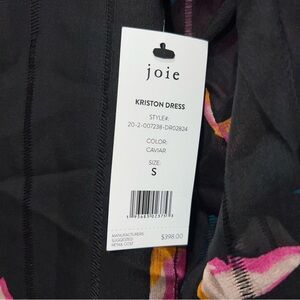 joie
KRISTON DRESS
STYLE#:
20-2-007238-DR02824
COLOR:
CAVIAR
SIZE:
S
MANUFACTURERS
SUGGESTED
RETAIL COST
$398.00